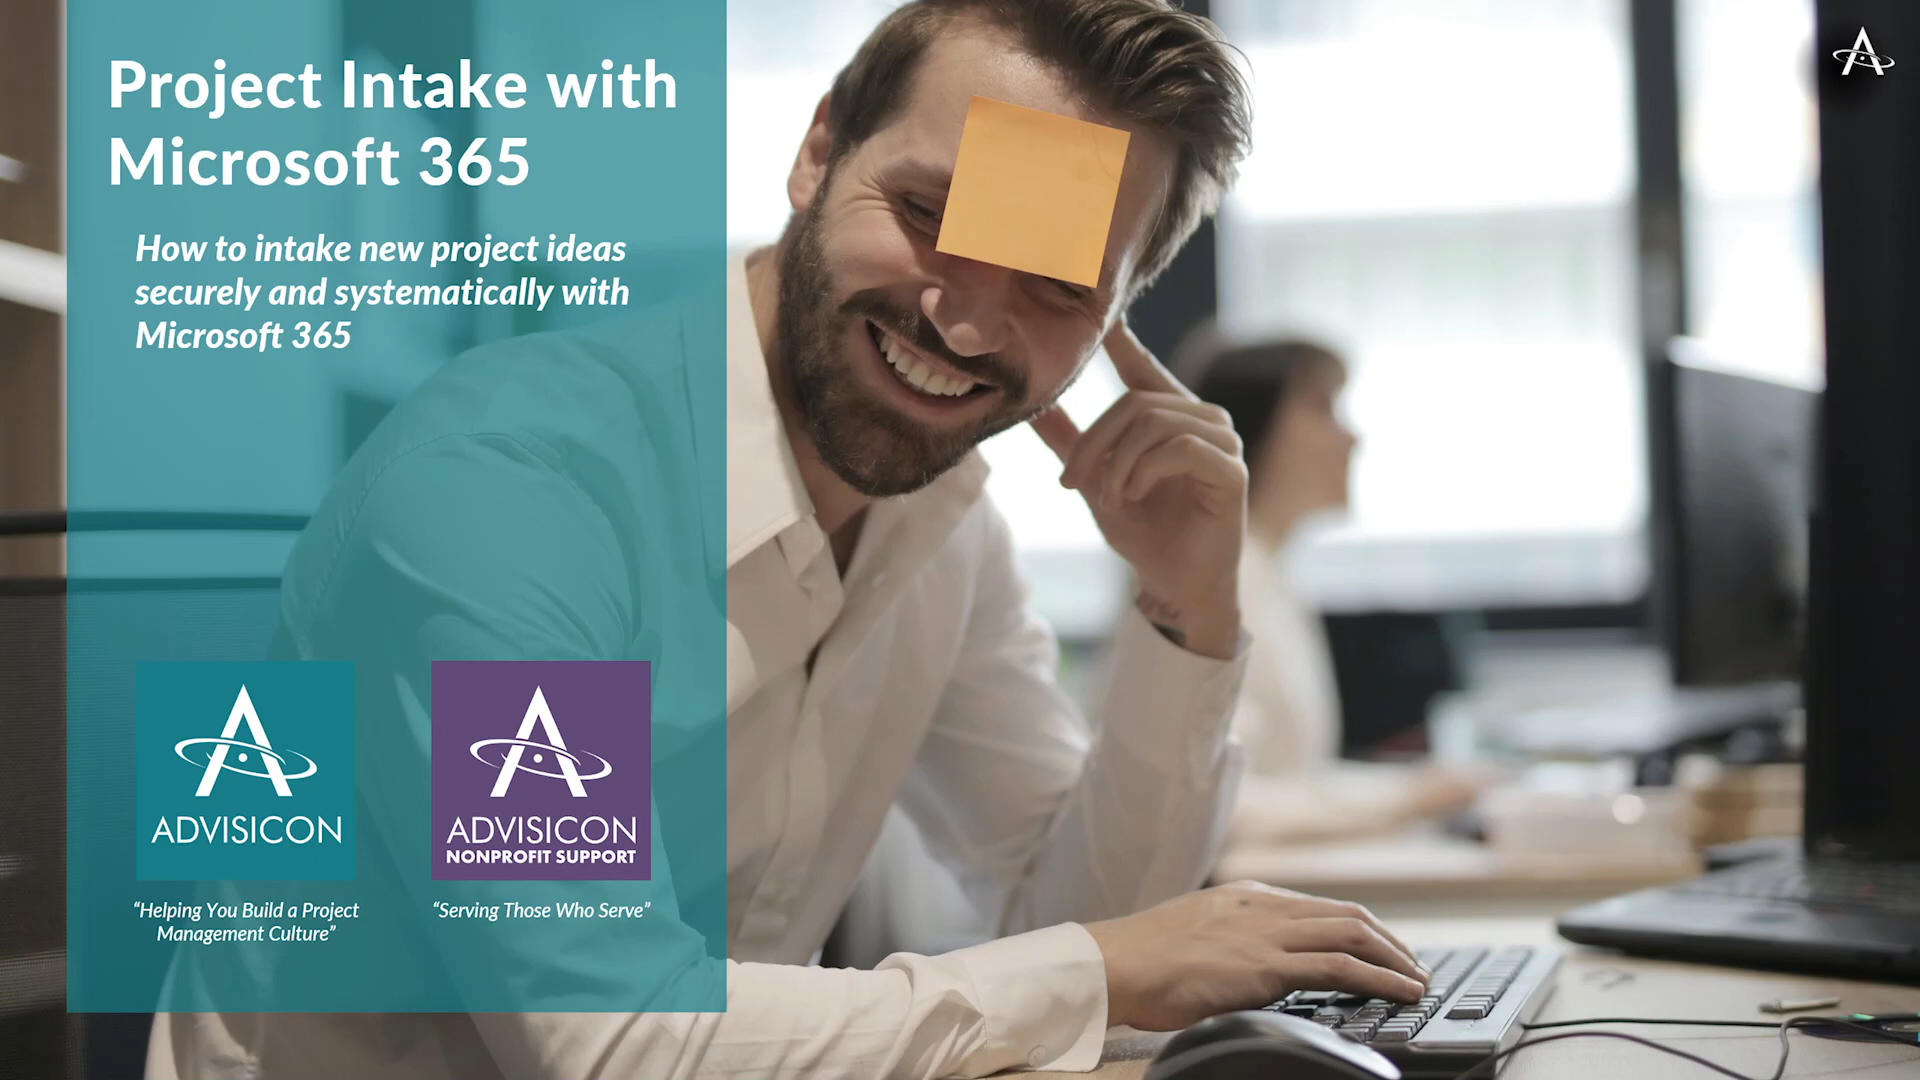 Project Intake with
Microsoft 365
How to intake new project ideas
securely and systematically with
Microsoft 365
ADVISICON
“Helping You Build a Project
Management Culture”
ADVISICON
NONPROFIT SUPPORT
“Serving Those Who Serve”